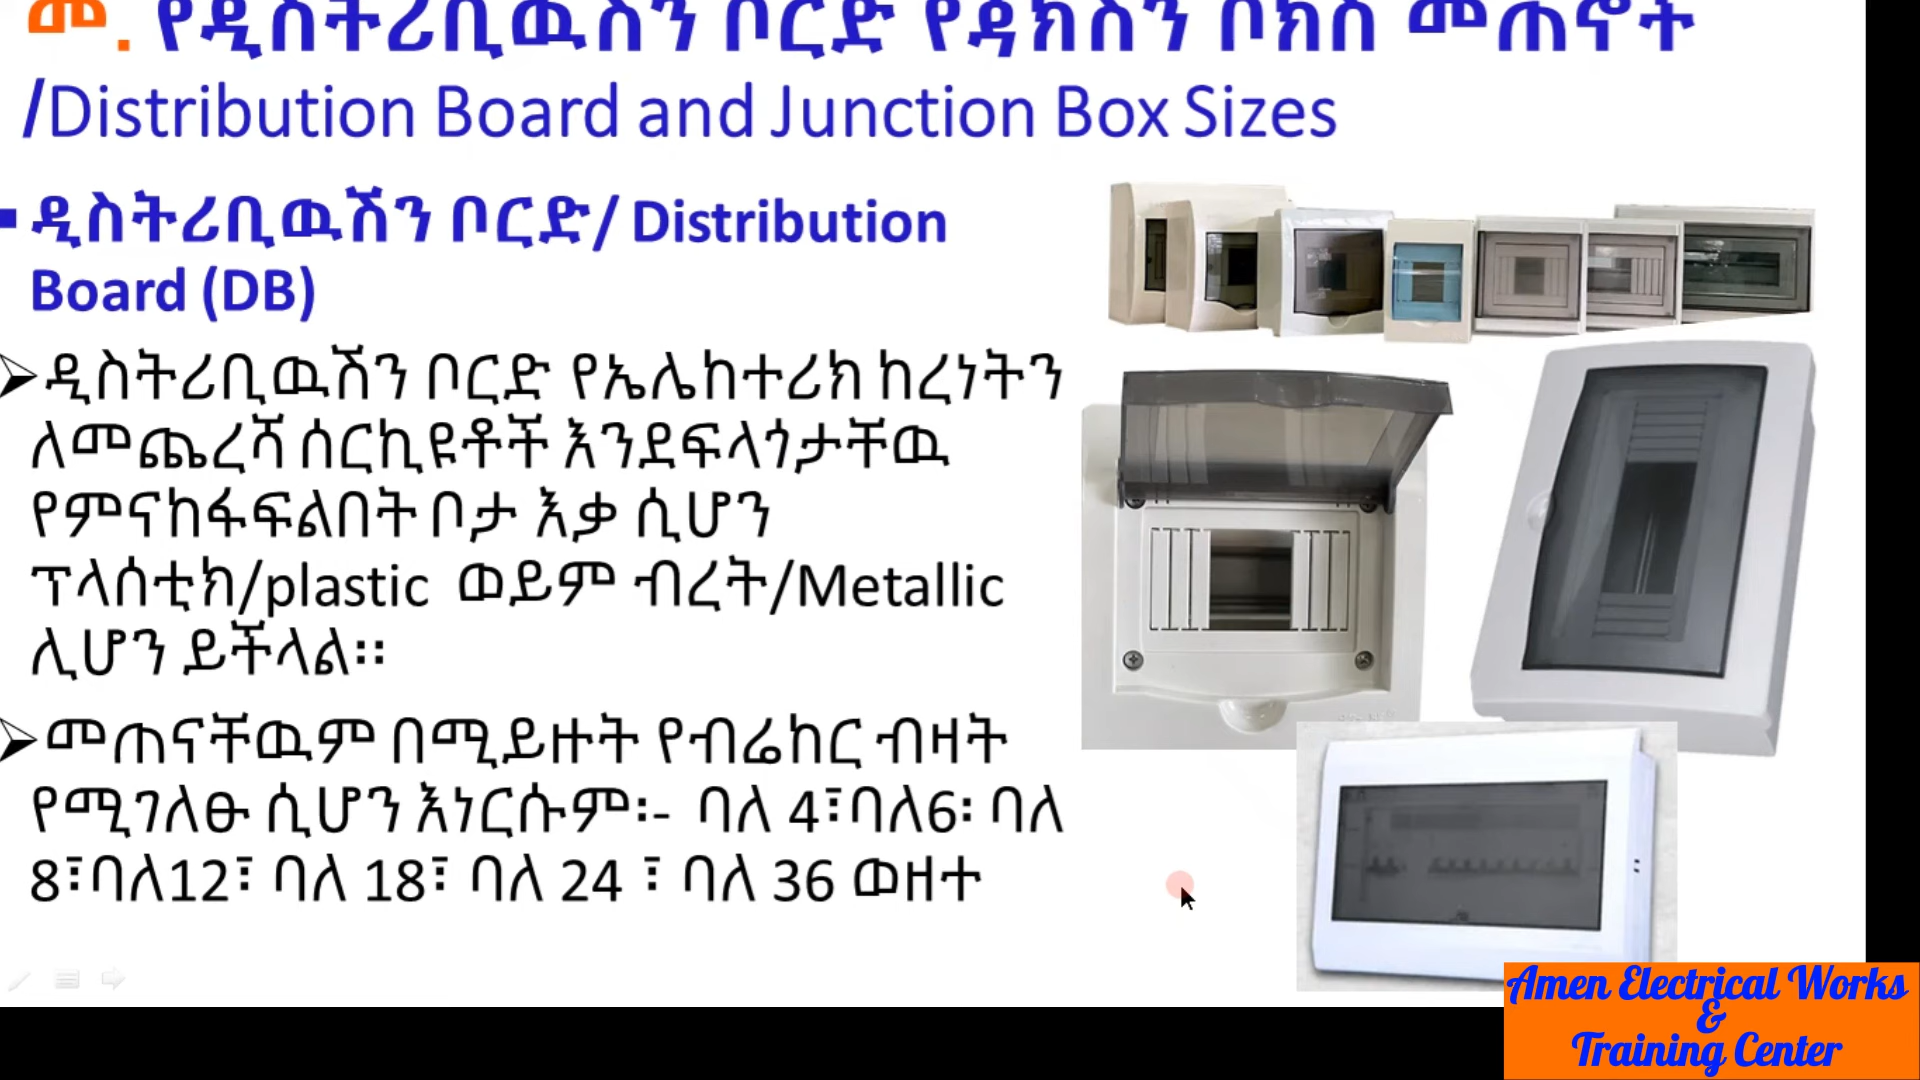 መ. የዲስትሪቢዉሽን ቦርድ የጃክሽን ቦክስ መጠኖች
/Distribution Board and Junction Box Sizes
▪ ዲስትሪቢዉሽን ቦርድ/ Distribution
Board (DB)
➢ ዲስትሪቢዉሽን ቦርድ የኤሌከተሪክ ከረነትን
ለመጨረሻ ሰርኪዩቶች እንደፍላጎታቸዉ
የምናከፋፍልበት ቦታ እቃ ሲሆን
ፕላሰቲክ/plastic ወይም ብረት/Metallic
ሊሆን ይችላል፡፡
➢ መጠናቸዉም በሚይዙት የብሬከር ብዛት
የሚገለፁ ሲሆን እነርሱም፡- ባለ 4፣ባለ6፡ ባለ
8፣ባለ12፣ ባለ 18፣ ባለ 24 ፣ ባለ 36 ወዘተ
Amen Electrical Works
&
Training Center